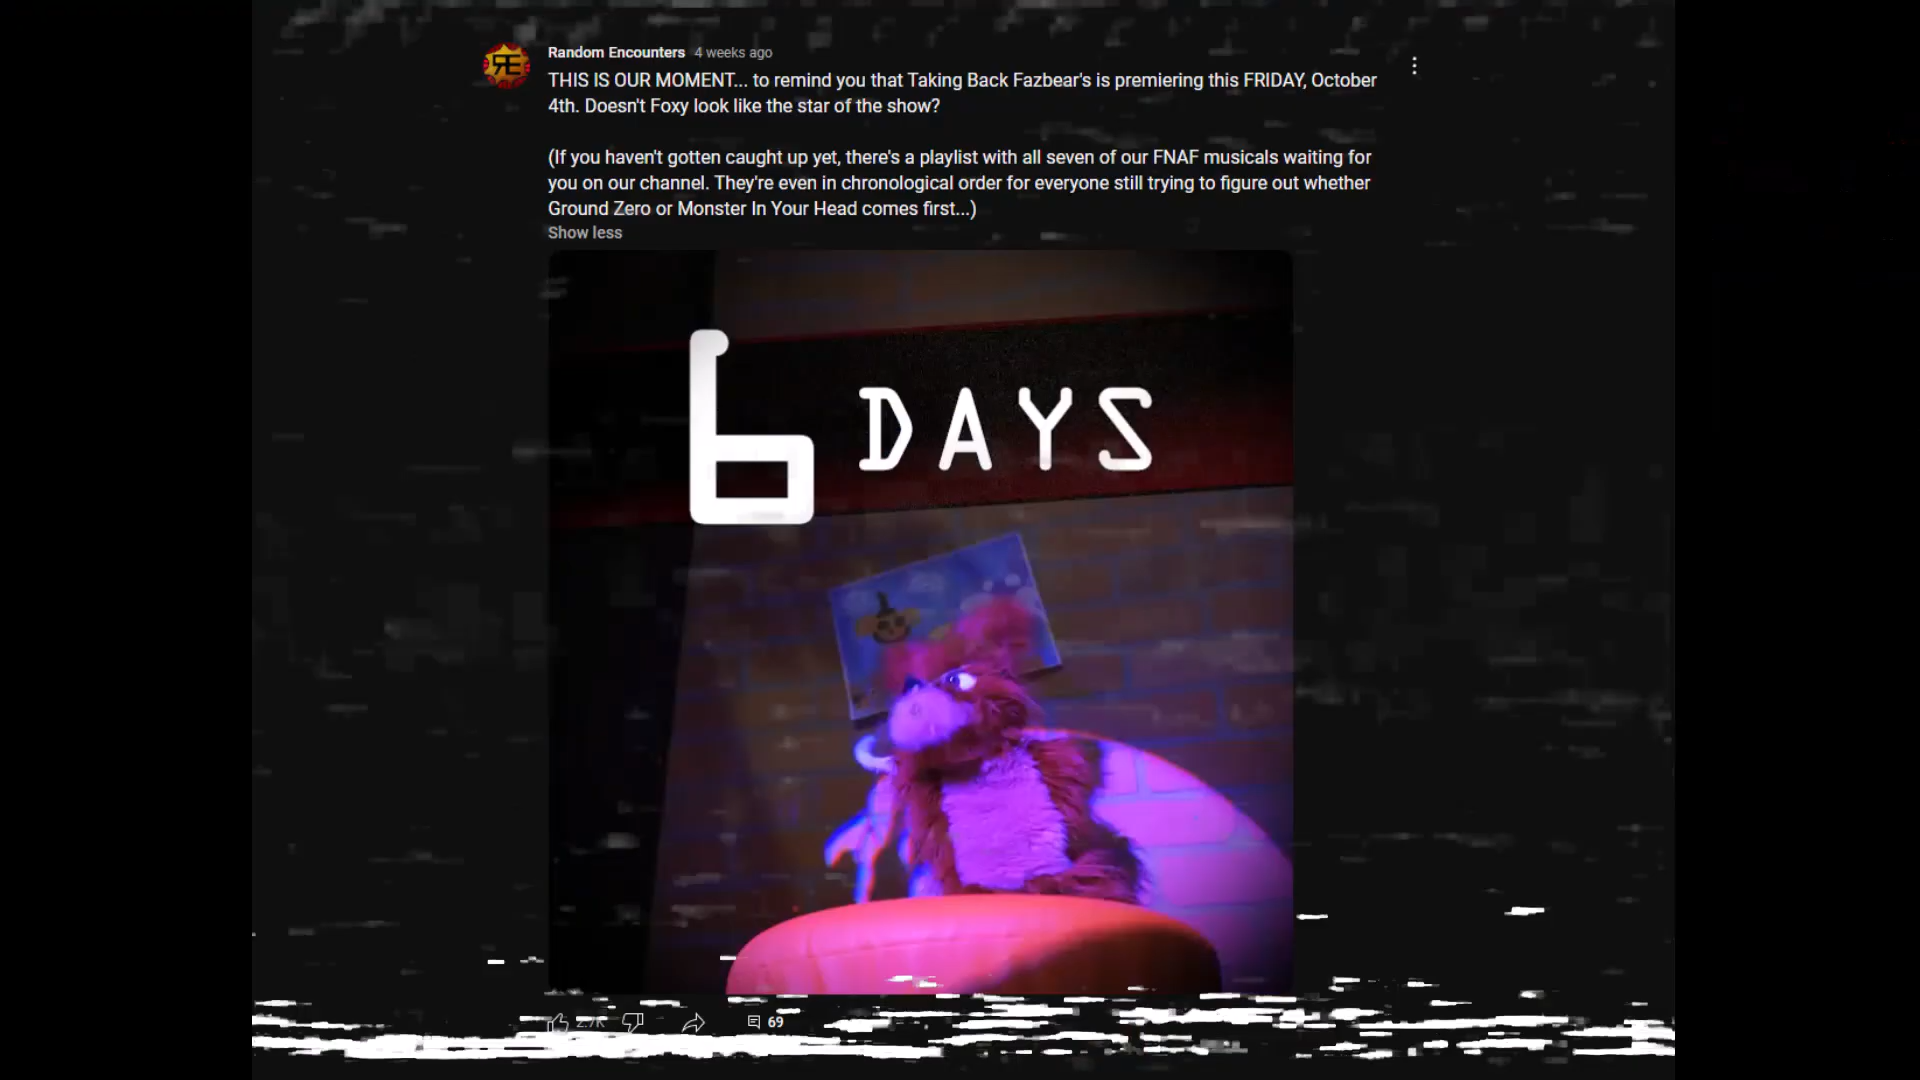 Random Encounters 4 weeks ago
THIS IS OUR MOMENT... to remind you that Taking Back Fazbear's is premiering this FRIDAY, October
4th. Doesn't Foxy look like the star of the show?
(If you haven't gotten caught up yet, there's a playlist with all seven of our FNAF musicals waiting for
you on our channel. They're even in chronological order for everyone still trying to figure out whether
Ground Zero or Monster In Your Head comes first...)
Show less
6 DAYS
2.7K 69